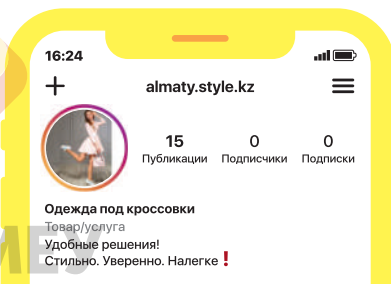 16:24
almaty.style.kz
15 0 0
Публикации Подписчики Подписки
Одежда под кроссовки
Товар/услуга
Удобные решения!
Стильно. Уверенно. Налегке❗
МЕУ